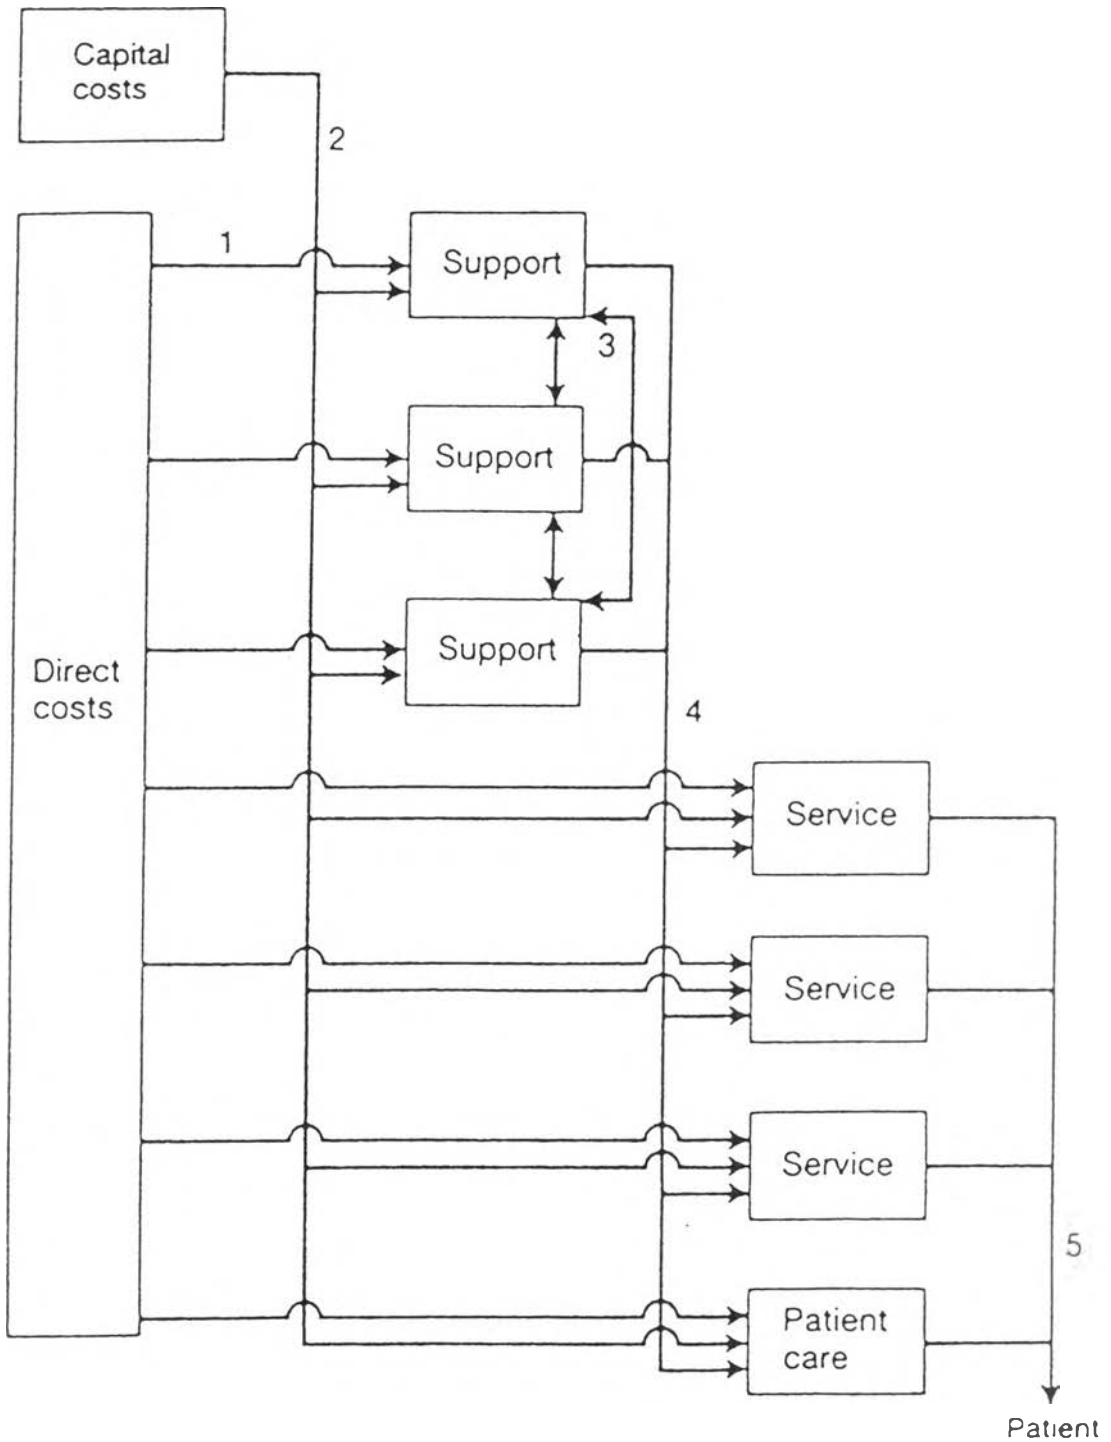 Capital
costs
2
1
Support
3
Support
Support
Direct
costs
4
Service
Service
Service
5
Patient
care
Patient